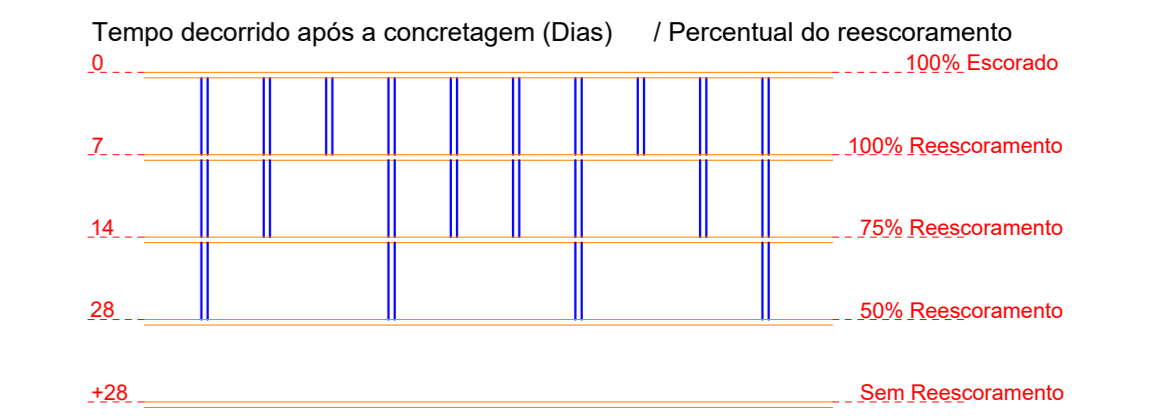 Tempo decorrido após a concretagem (Dias) / Percentual do reescoramento
0 100% Escorado
7 100% Reescoramento
14 75% Reescoramento
28 50% Reescoramento
+28 Sem Reescoramento